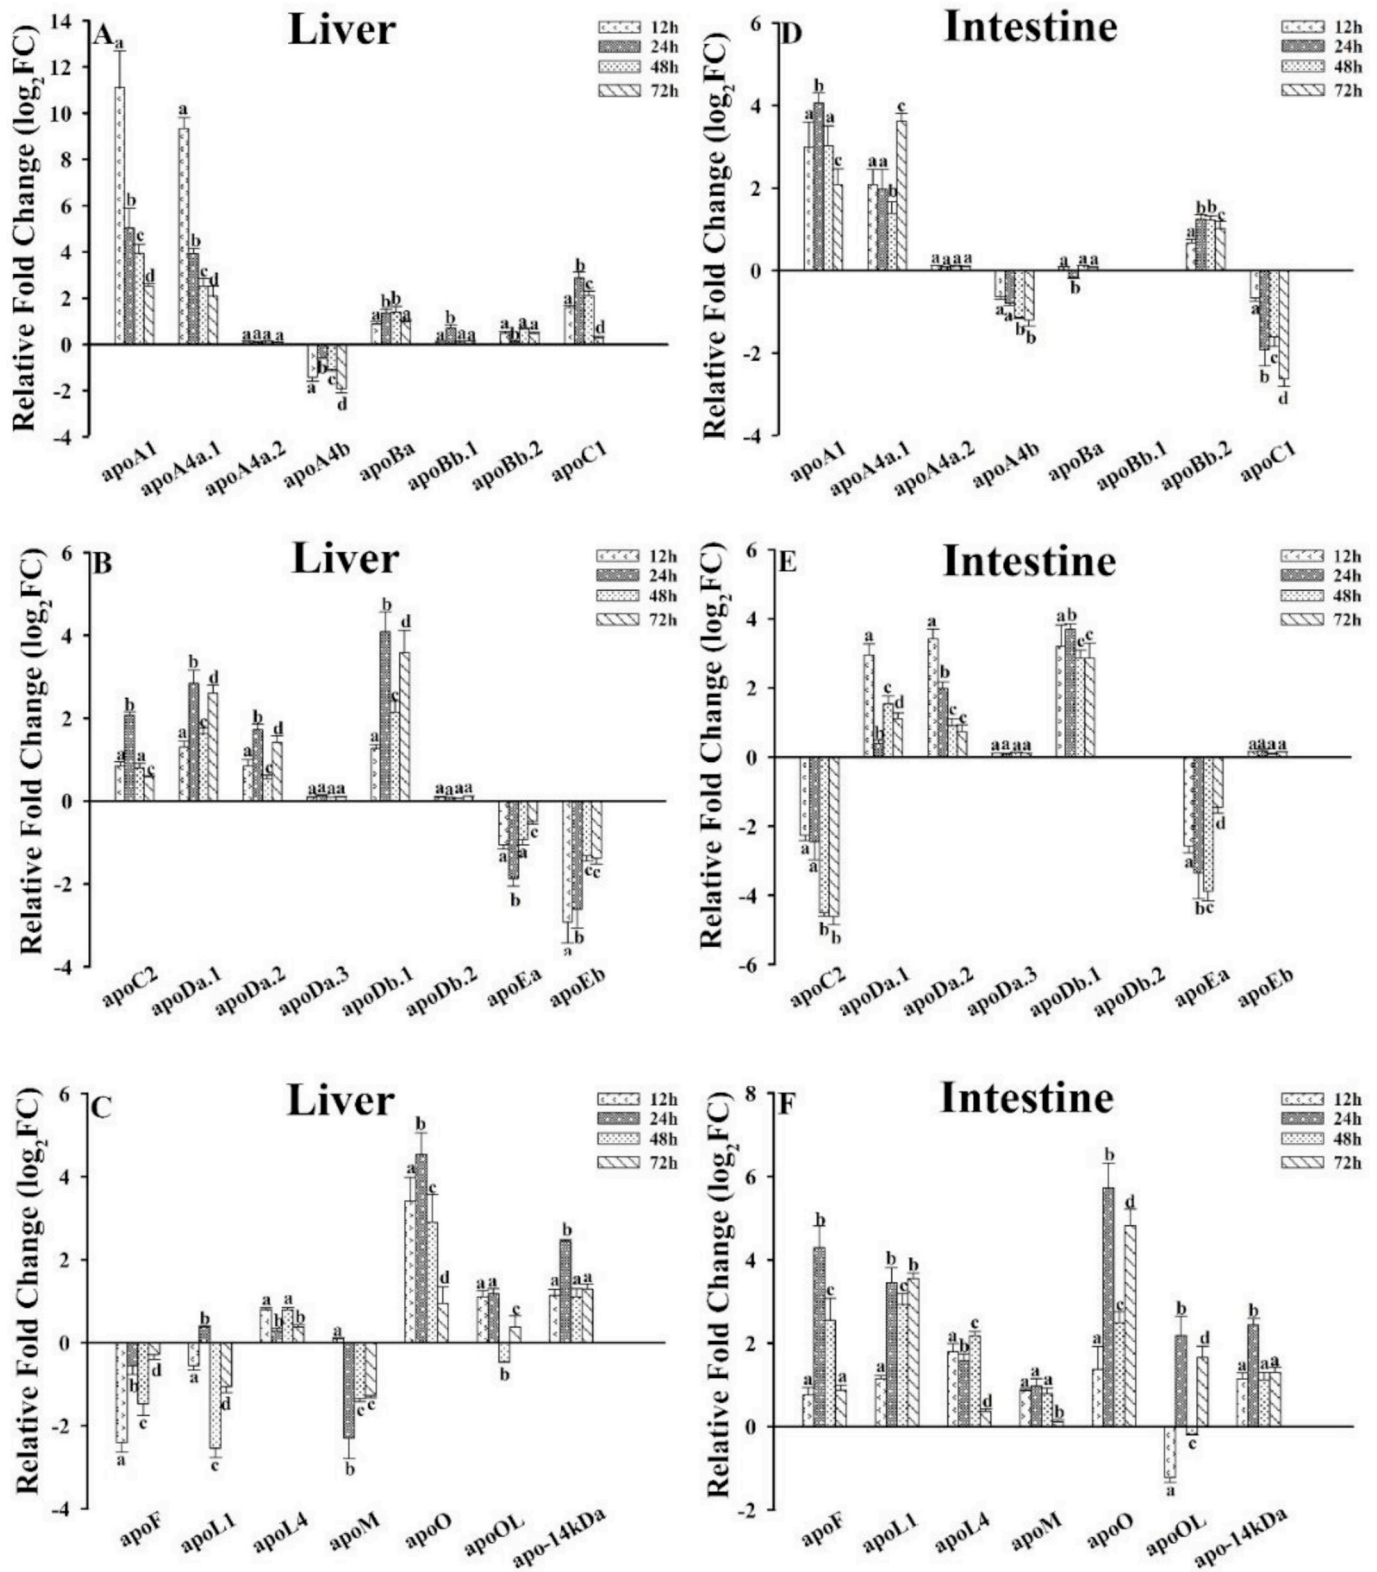 A
Liver
Relative Fold Change (log2FC)
14
12
10
8
6
4
2
0
-2
-4
12h
24h
48h
72h
a b c d
a b c d
a a a a
a b c d
a b b a
a b a a
a b a a
a b c d
apoA1 apoA4a.1 apoA4a.2 apoA4b apoBa apoBb.1 apoBb.2 apoC1
D
Intestine
Relative Fold Change (log2FC)
6
4
2
0
-2
-4
12h
24h
48h
72h
a b a c
a a b c
a a a a
a a b b
a b a a
a b b c
a b c d
apoA1 apoA4a.1 apoA4a.2 apoA4b apoBa apoBb.1 apoBb.2 apoC1
B
Liver
Relative Fold Change (log2FC)
6
4
2
0
-2
-4
12h
24h
48h
72h
a b a c
a b c d
a b c d
a a a a
a b c d
a a a a
a b a c
a b c c
apoC2 apoDa.1 apoDa.2 apoDa.3 apoDb.1 apoDb.2 apoEa apoEb
E
Intestine
Relative Fold Change (log2FC)
6
4
2
0
-2
-4
-6
12h
24h
48h
72h
a a b b
a b c d
a b c c
a a a a
a b c c
a b c d
a a a a
apoC2 apoDa.1 apoDa.2 apoDa.3 apoDb.1 apoDb.2 apoEa apoEb
C
Liver
Relative Fold Change (log2FC)
6
4
2
0
-2
-4
12h
24h
48h
72h
a b c d
a b c d
a b a b
a b c c
a b c d
a a b c
a b a a
apoF apoL1 apoL4 apoM apoO apoOL apo-14kDa
F
Intestine
Relative Fold Change (log2FC)
8
6
4
2
0
-2
12h
24h
48h
72h
a b c a
a b c b
a b c d
a a a b
a b c d
a b c d
a b a a
apoF apoL1 apoL4 apoM apoO apoOL apo-14kDa